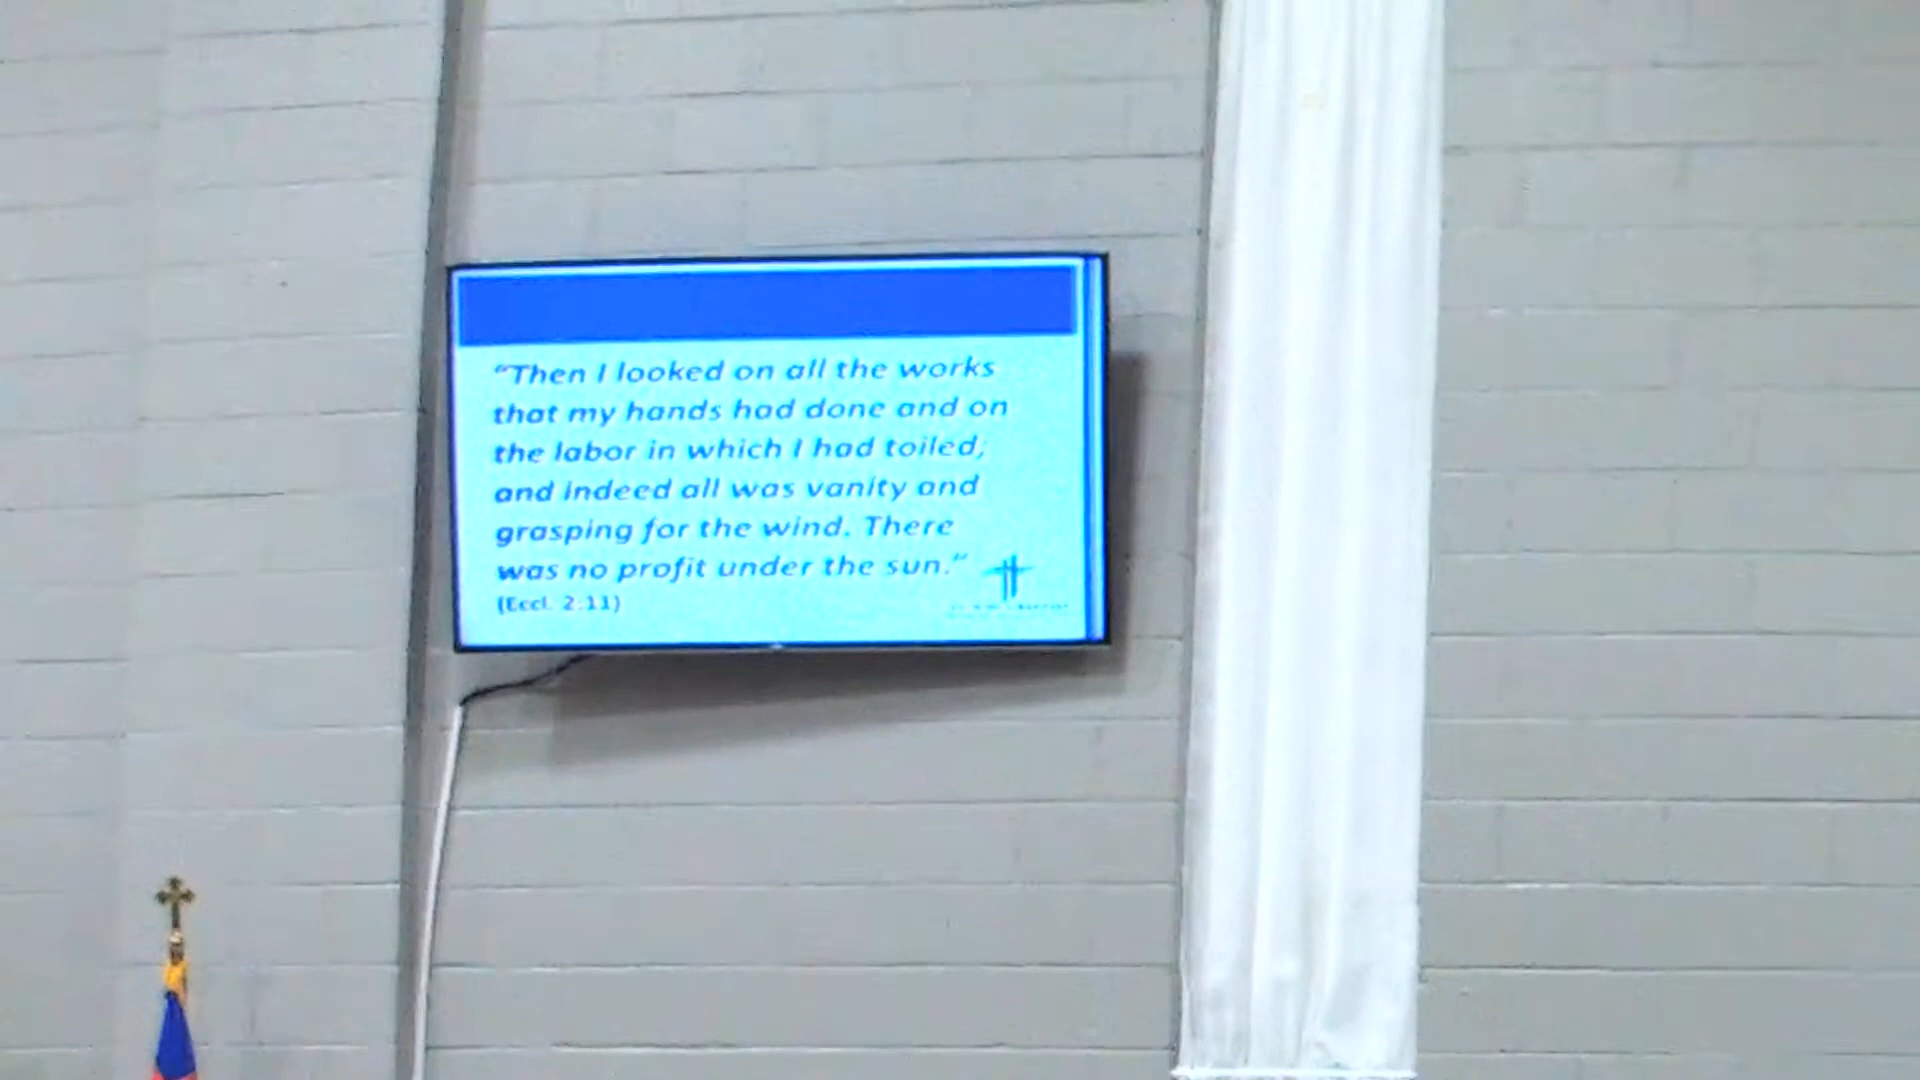 “Then I looked on all the works
that my hands had done and on
the labor in which I had toiled;
and indeed all was vanity and
grasping for the wind. There
was no profit under the sun.”
(Eccl. 2:11)